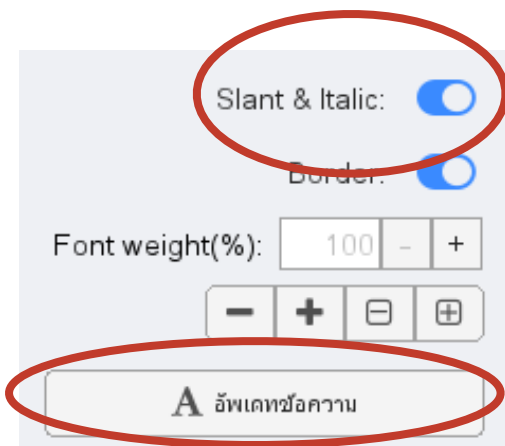 Slant & Italic:
Border:
Font weight(%): 100 - +
A อัพเดทข้อความ